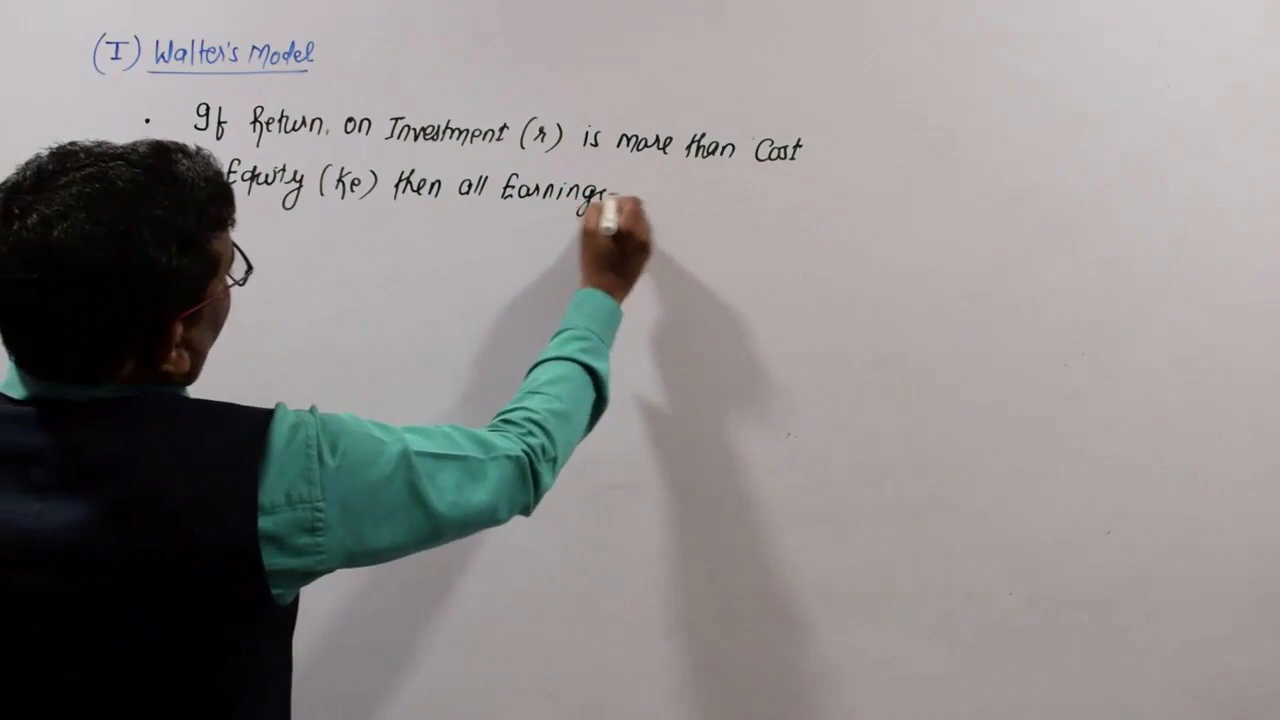 (I) Walter's Model
• If Return on Investment (r) is more than Cost
Equity (Ke) then all Earnings